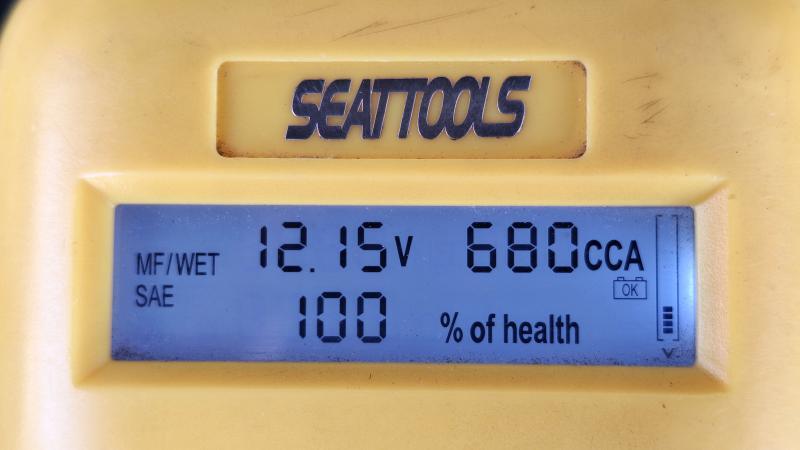 SEATTOOLS
MF/WET 12.15V 680CCA
SAE OK
100 % of health
V